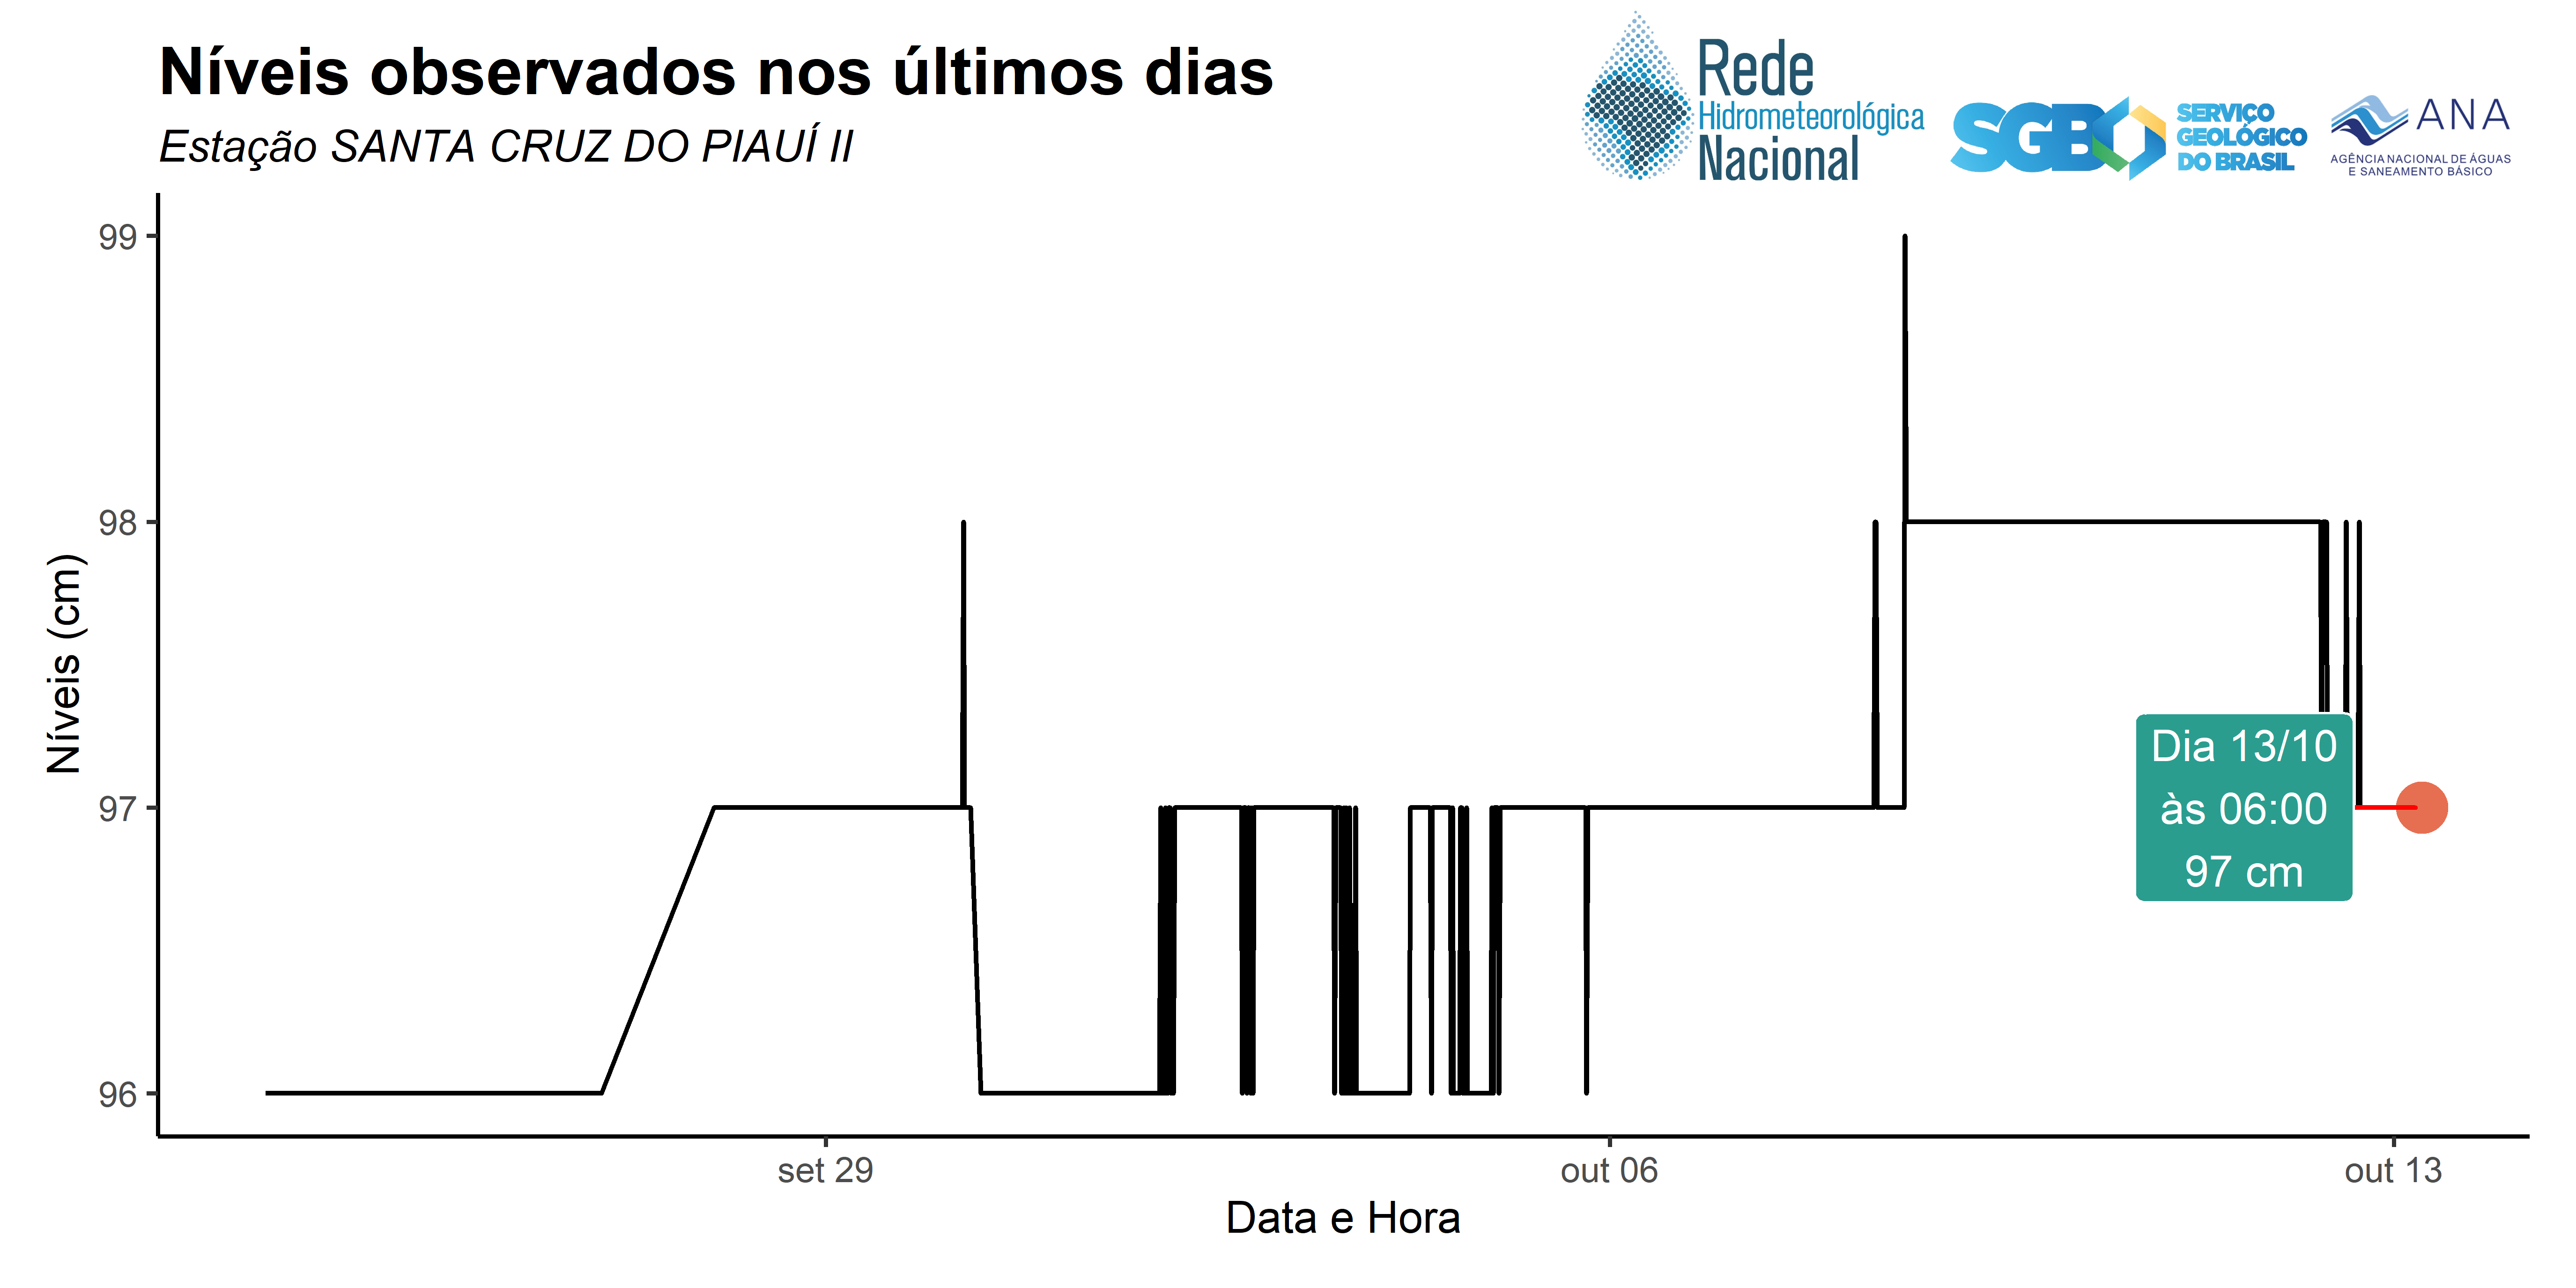 Níveis observados nos últimos dias
Estação SANTA CRUZ DO PIAUÍ II
Rede
Hidrometeorológica
Nacional
SGB
SERVIÇO
GEOLÓGICO
DO BRASIL
ANA
AGÊNCIA NACIONAL DE ÁGUAS
E SANEAMENTO BÁSICO
Níveis (cm)
99
98
97
96
Dia 13/10
às 06:00
97 cm
set 29
out 06
out 13
Data e Hora